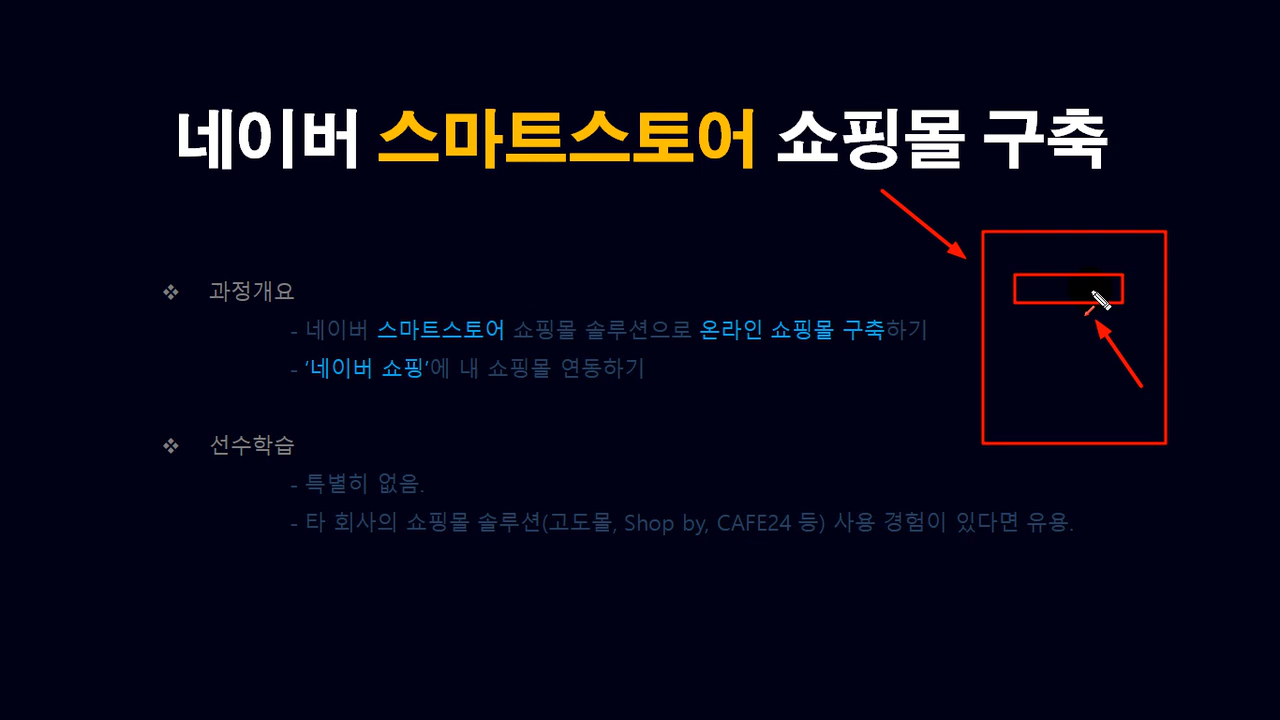 네이버 스마트스토어 쇼핑몰 구축
❖ 과정개요
- 네이버 스마트스토어 쇼핑몰 솔루션으로 온라인 쇼핑몰 구축하기
- '네이버 쇼핑'에 내 쇼핑몰 연동하기
❖ 선수학습
- 특별히 없음.
- 타 회사의 쇼핑몰 솔루션(고도몰, Shop by, CAFE24 등) 사용 경험이 있다면 유용.